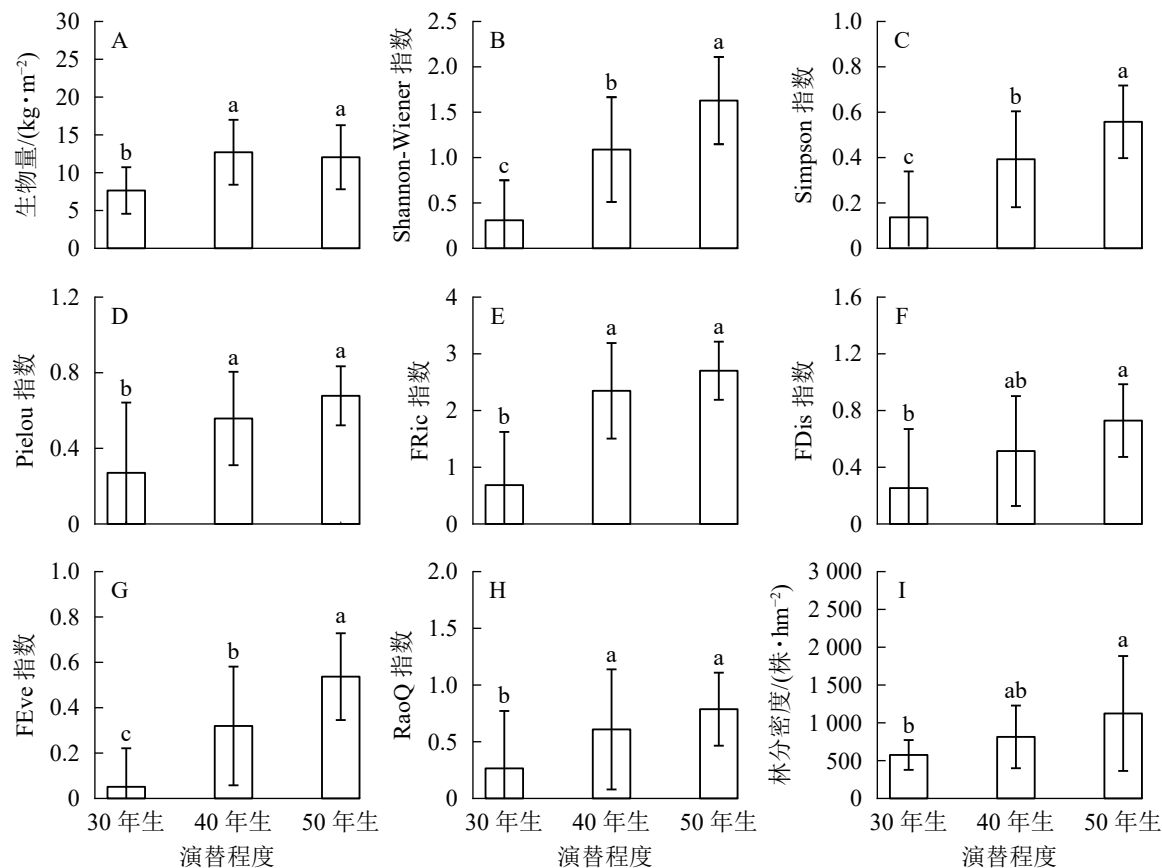 生物量/(kg•m⁻²)
30
25
20
15
10
5
0
A
b
a
a
Shannon-Wiener 指数
2.5
2.0
1.5
1.0
0.5
0
B
c
b
a
Simpson 指数
1.0
0.8
0.6
0.4
0.2
0
C
c
b
a
Pielou 指数
1.2
0.8
0.4
0
D
b
a
a
FRic 指数
4
3
2
1
0
E
b
a
a
FDis 指数
1.6
1.2
0.8
0.4
0
F
b
ab
a
FEve 指数
1.0
0.8
0.6
0.4
0.2
0
G
c
b
a
30 年生
40 年生
50 年生
演替程度
RaoQ 指数
2.0
1.5
1.0
0.5
0
H
b
a
a
30 年生
40 年生
50 年生
演替程度
林分密度/(株•hm⁻²)
3 000
2 500
2 000
1 500
1 000
500
0
I
b
ab
a
30 年生
40 年生
50 年生
演替程度